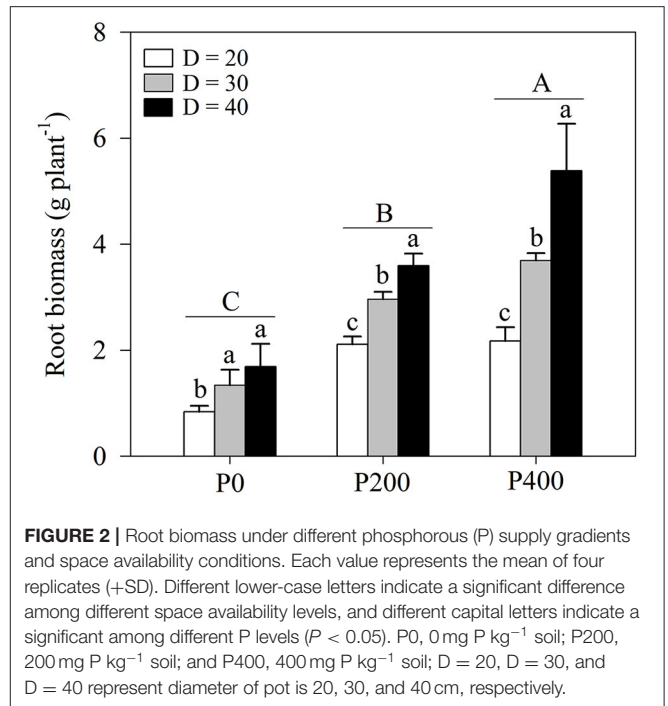 8
6
4
2
0
Root biomass (g plant-1)
D = 20
D = 30
D = 40
C
b
a
a
B
c
b
a
A
c
b
a
P0
P200
P400
FIGURE 2 | Root biomass under different phosphorous (P) supply gradients
and space availability conditions. Each value represents the mean of four
replicates (+SD). Different lower-case letters indicate a significant difference
among different space availability levels, and different capital letters indicate a
significant among different P levels (P < 0.05). P0, 0 mg P kg−1 soil; P200,
200 mg P kg−1 soil; and P400, 400 mg P kg−1 soil; D = 20, D = 30, and
D = 40 represent diameter of pot is 20, 30, and 40 cm, respectively.